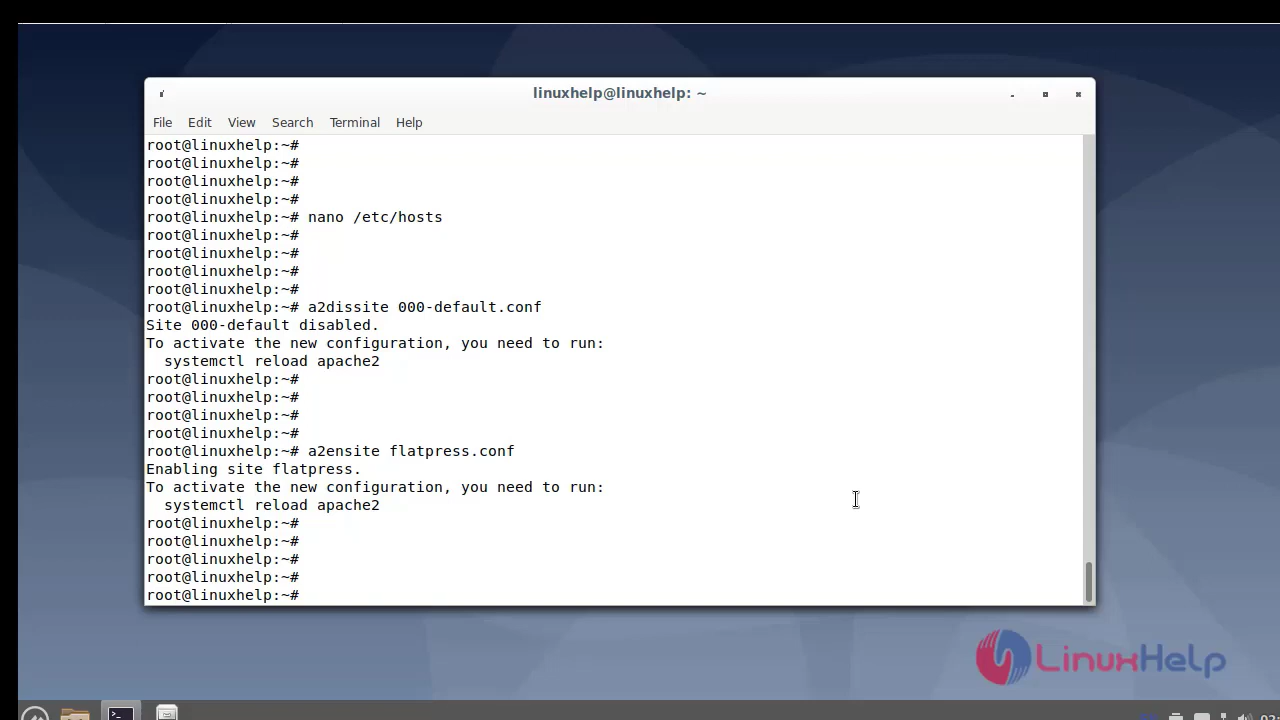 linuxhelp@linuxhelp: ~
File Edit View Search Terminal Help
root@linuxhelp:~#
root@linuxhelp:~#
root@linuxhelp:~#
root@linuxhelp:~#
root@linuxhelp:~# nano /etc/hosts
root@linuxhelp:~#
root@linuxhelp:~#
root@linuxhelp:~#
root@linuxhelp:~#
root@linuxhelp:~# a2dissite 000-default.conf
Site 000-default disabled.
To activate the new configuration, you need to run:
  systemctl reload apache2
root@linuxhelp:~#
root@linuxhelp:~#
root@linuxhelp:~#
root@linuxhelp:~#
root@linuxhelp:~# a2ensite flatpress.conf
Enabling site flatpress.
To activate the new configuration, you need to run:
  systemctl reload apache2
root@linuxhelp:~#
root@linuxhelp:~#
root@linuxhelp:~#
root@linuxhelp:~#
root@linuxhelp:~#
LinuxHelp